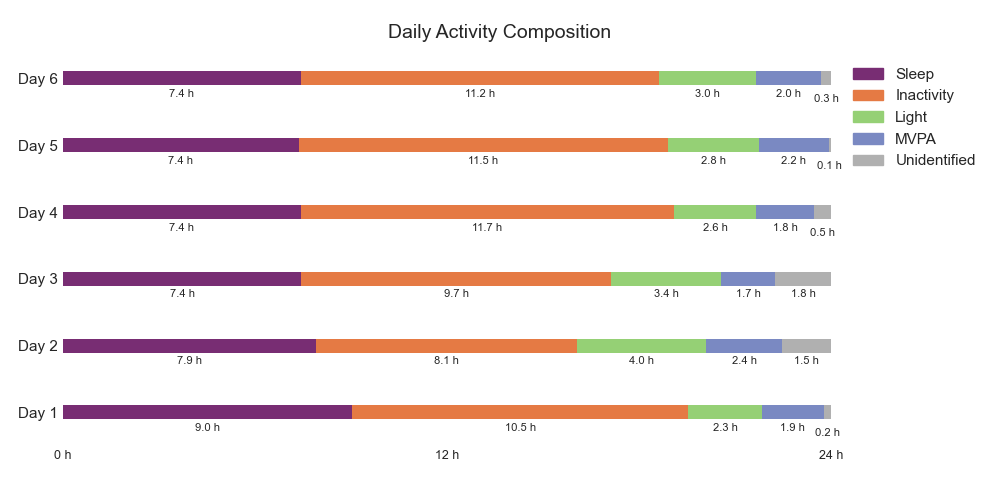 Daily Activity Composition
Day 6
7.4 h 11.2 h 3.0 h 2.0 h 0.3 h
Day 5
7.4 h 11.5 h 2.8 h 2.2 h 0.1 h
Day 4
7.4 h 11.7 h 2.6 h 1.8 h 0.5 h
Day 3
7.4 h 9.7 h 3.4 h 1.7 h 1.8 h
Day 2
7.9 h 8.1 h 4.0 h 2.4 h 1.5 h
Day 1
9.0 h 10.5 h 2.3 h 1.9 h 0.2 h
0 h 12 h 24 h
Sleep
Inactivity
Light
MVPA
Unidentified